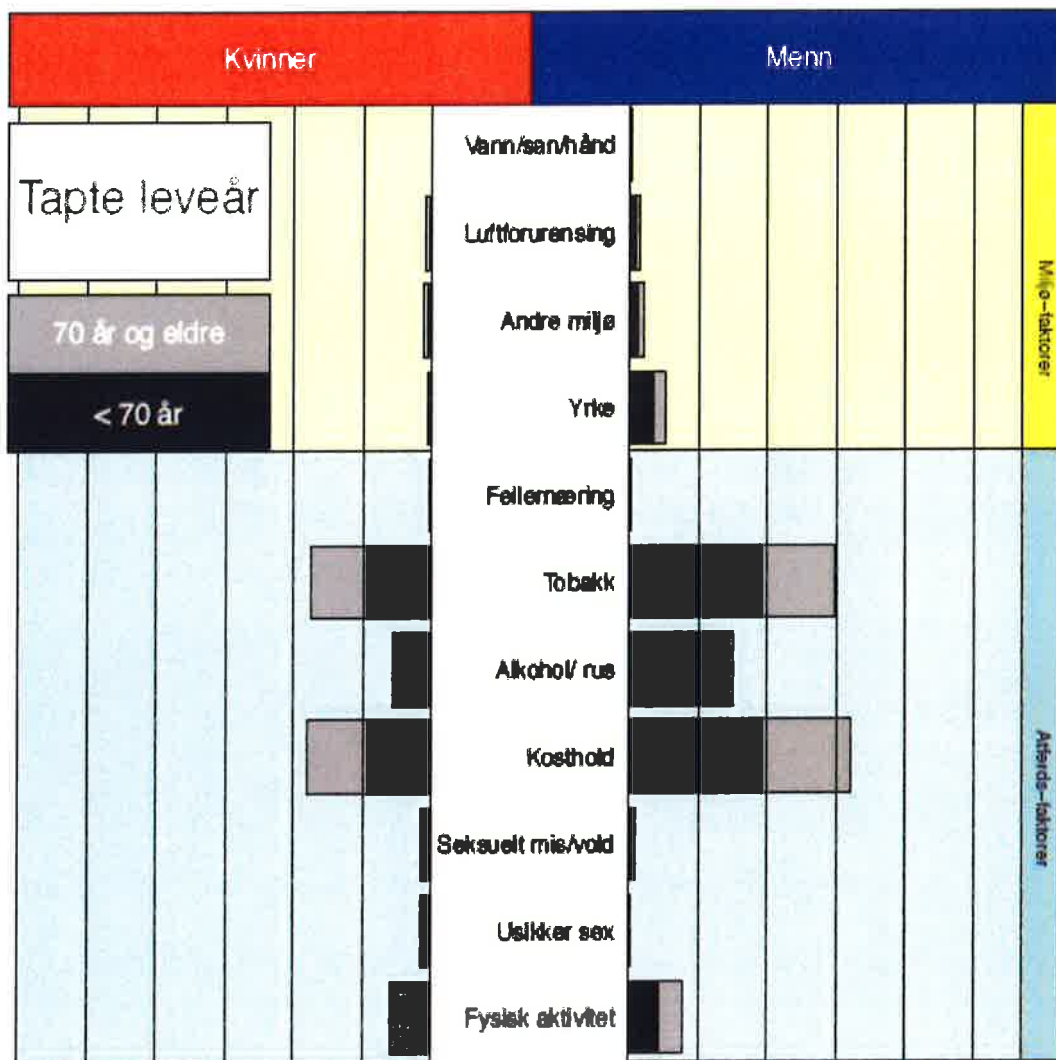 Kvinner
Menn
Tapte leveår
70 år og eldre
< 70 år
Vann/san/hånd
Luftforurensing
Andre miljø
Yrke
Feilernæring
Tobakk
Alkohol/ rus
Kosthold
Seksuelt mis/vold
Usikker sex
Fysisk aktivitet
Miljø-faktorer
Atferds-faktorer